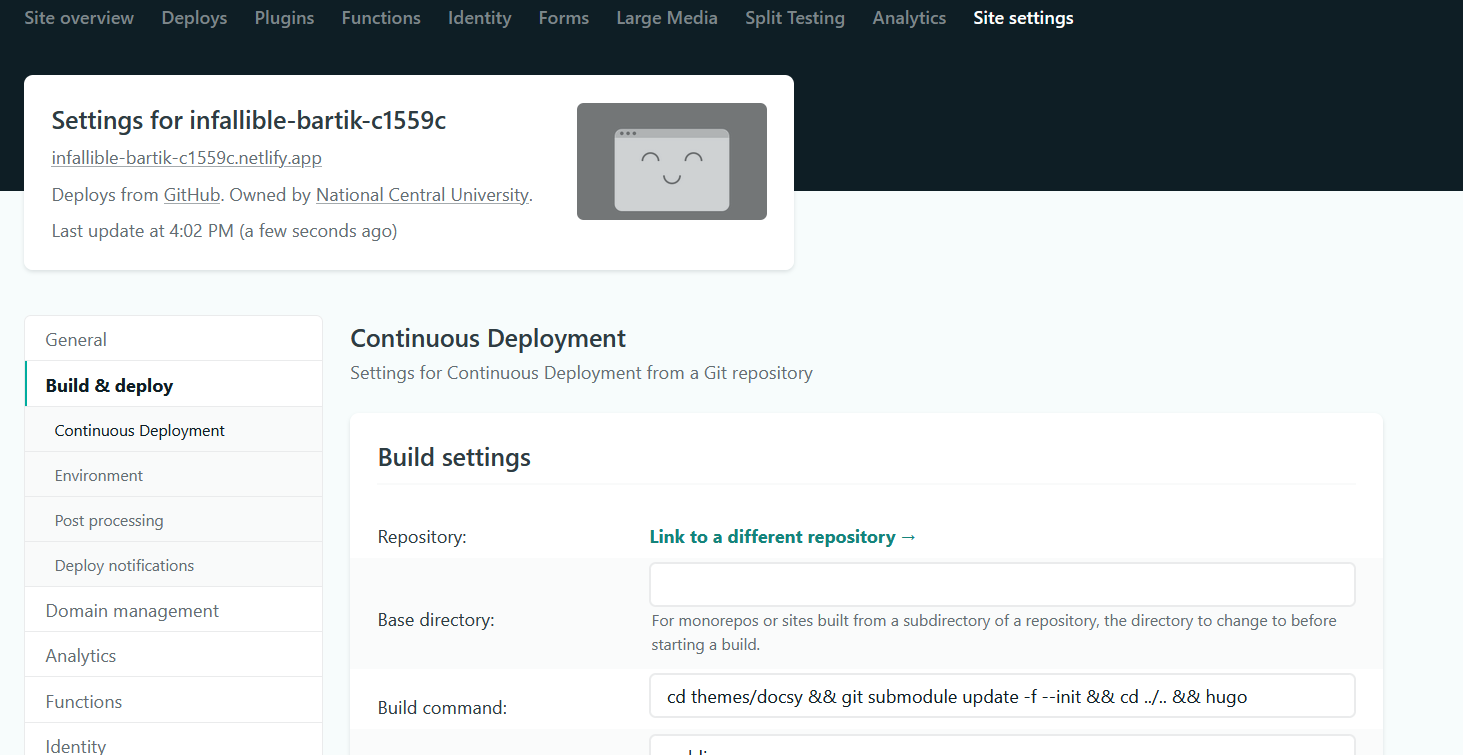 Site overview Deploys Plugins Functions Identity Forms Large Media Split Testing Analytics Site settings
Settings for infallible-bartik-c1559c
infallible-bartik-c1559c.netlify.app
Deploys from GitHub. Owned by National Central University.
Last update at 4:02 PM (a few seconds ago)
General
Build & deploy
Continuous Deployment
Environment
Post processing
Deploy notifications
Domain management
Analytics
Functions
Identity
Continuous Deployment
Settings for Continuous Deployment from a Git repository
Build settings
Repository: Link to a different repository →
Base directory:
For monorepos or sites built from a subdirectory of a repository, the directory to change to before
starting a build.
Build command: cd themes/docsy && git submodule update -f --init && cd ../.. && hugo